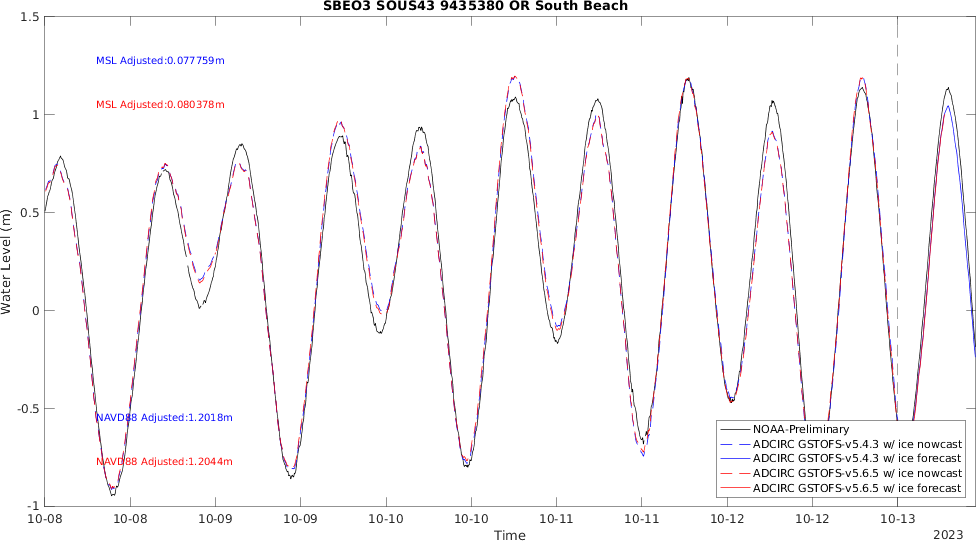 SBEO3 SOUS43 9435380 OR South Beach
1.5
1
0.5
0
-0.5
-1
Water Level (m)
MSL Adjusted:0.077759m
MSL Adjusted:0.080378m
NAVD88 Adjusted:1.2018m
NAVD88 Adjusted:1.2044m
NOAA-Preliminary
ADCIRC GSTOFS-v5.4.3 w/ ice nowcast
ADCIRC GSTOFS-v5.4.3 w/ ice forecast
ADCIRC GSTOFS-v5.6.5 w/ ice nowcast
ADCIRC GSTOFS-v5.6.5 w/ ice forecast
10-08 10-08 10-09 10-09 10-10 10-10 10-11 10-11 10-12 10-12 10-13
Time
2023